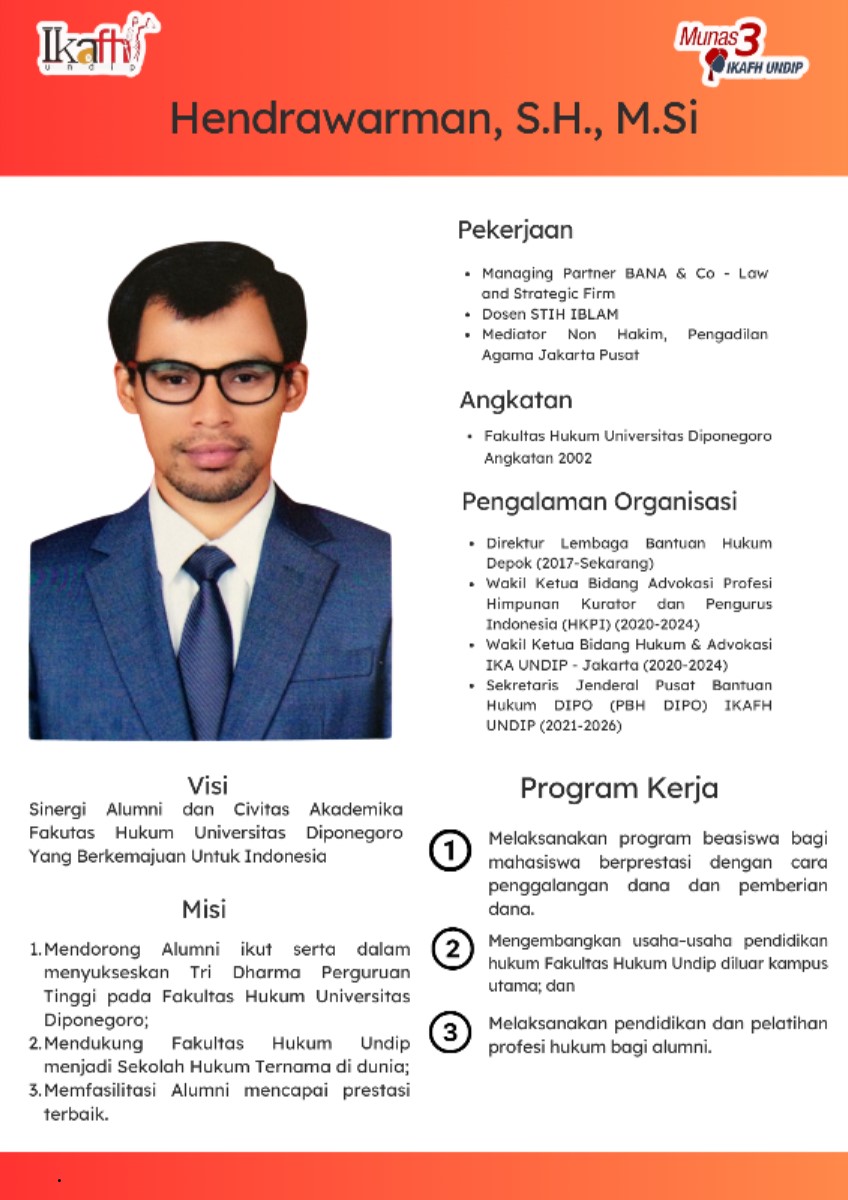 Ikafh
undip
Munas 3
IKAFH UNDIP
Hendrawarman, S.H., M.Si
Pekerjaan
• Managing Partner BANA & Co - Law
and Strategic Firm
• Dosen STIH IBLAM
• Mediator Non Hakim, Pengadilan
Agama Jakarta Pusat
Angkatan
• Fakultas Hukum Universitas Diponegoro
Angkatan 2002
Pengalaman Organisasi
• Direktur Lembaga Bantuan Hukum
Depok (2017-Sekarang)
• Wakil Ketua Bidang Advokasi Profesi
Himpunan Kurator dan Pengurus
Indonesia (HKPI) (2020-2024)
• Wakil Ketua Bidang Hukum & Advokasi
IKA UNDIP - Jakarta (2020-2024)
• Sekretaris Jenderal Pusat Bantuan
Hukum DIPO (PBH DIPO) IKAFH
UNDIP (2021-2026)
Visi
Sinergi Alumni dan Civitas Akademika
Fakutas Hukum Universitas Diponegoro
Yang Berkemajuan Untuk Indonesia
Misi
1. Mendorong Alumni ikut serta dalam
menyukseskan Tri Dharma Perguruan
Tinggi pada Fakultas Hukum Universitas
Diponegoro;
2. Mendukung Fakultas Hukum Undip
menjadi Sekolah Hukum Ternama di dunia;
3. Memfasilitasi Alumni mencapai prestasi
terbaik.
Program Kerja
1 Melaksanakan program beasiswa bagi
mahasiswa berprestasi dengan cara
penggalangan dana dan pemberian
dana.
2 Mengembangkan usaha-usaha pendidikan
hukum Fakultas Hukum Undip diluar kampus
utama; dan
3 Melaksanakan pendidikan dan pelatihan
profesi hukum bagi alumni.